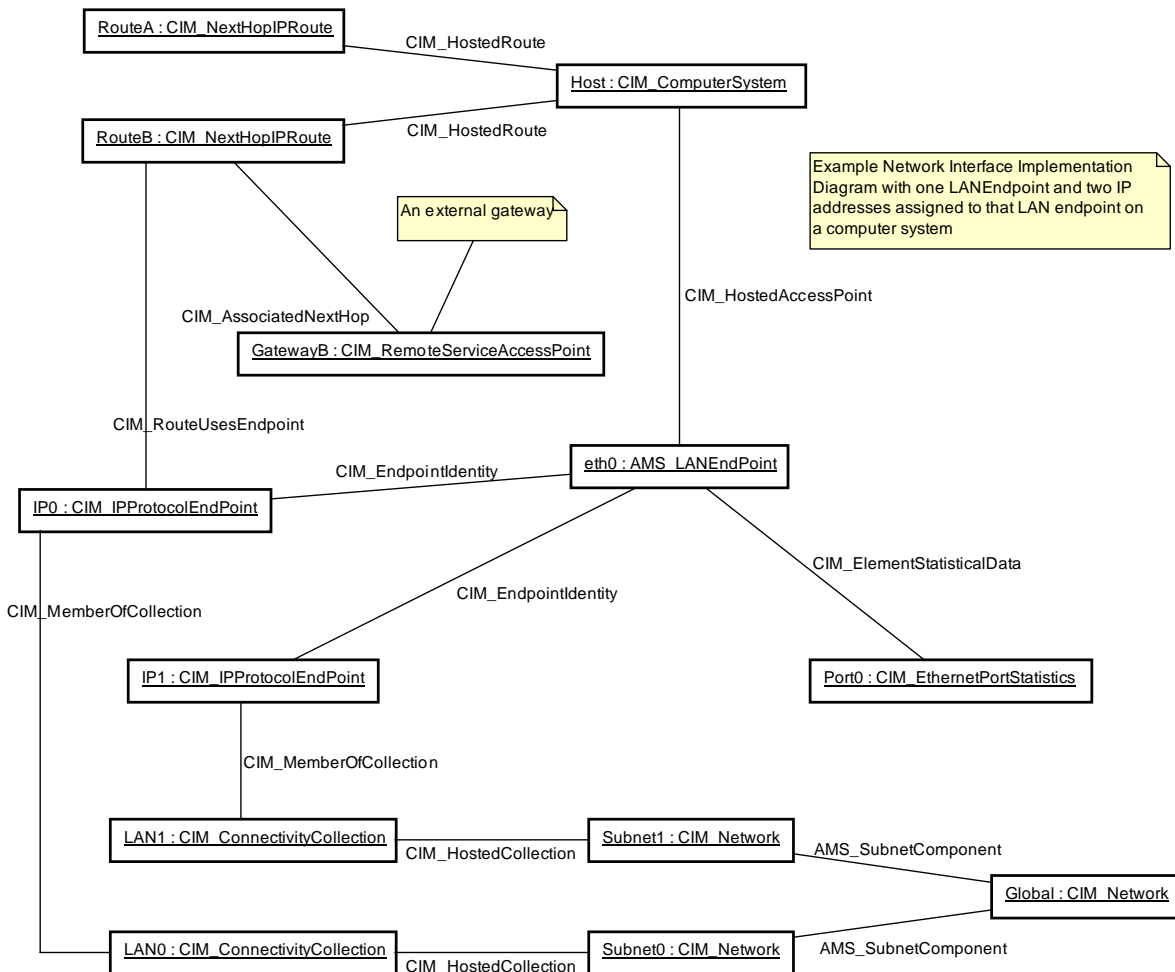 RouteA : CIM_NextHopIPRoute
CIM_HostedRoute
Host : CIM_ComputerSystem
RouteB : CIM_NextHopIPRoute
CIM_HostedRoute
Example Network Interface Implementation
Diagram with one LANEndpoint and two IP
addresses assigned to that LAN endpoint on
a computer system
An external gateway
CIM_HostedAccessPoint
CIM_AssociatedNextHop
GatewayB : CIM_RemoteServiceAccessPoint
CIM_RouteUsesEndpoint
CIM_EndpointIdentity
eth0 : AMS_LANEndPoint
IP0 : CIM_IPProtocolEndPoint
CIM_ElementStatisticalData
CIM_EndpointIdentity
CIM_MemberOfCollection
IP1 : CIM_IPProtocolEndPoint
Port0 : CIM_EthernetPortStatistics
CIM_MemberOfCollection
LAN1 : CIM_ConnectivityCollection
CIM_HostedCollection
Subnet1 : CIM_Network
AMS_SubnetComponent
Global : CIM_Network
LAN0 : CIM_ConnectivityCollection
CIM_HostedCollection
Subnet0 : CIM_Network
AMS_SubnetComponent